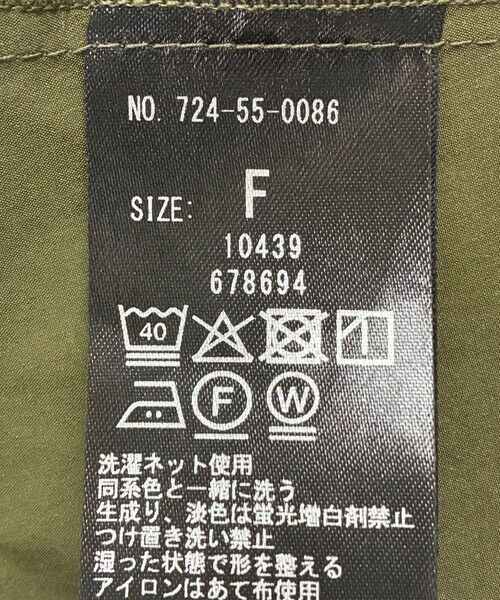 NO. 724-55-0086
SIZE: F
10439
678694
40
F W
洗濯ネット使用
同系色と一緒に洗う
生成り、淡色は蛍光増白剤禁止
つけ置き洗い禁止
湿った状態で形を整える
アイロンはあて布使用